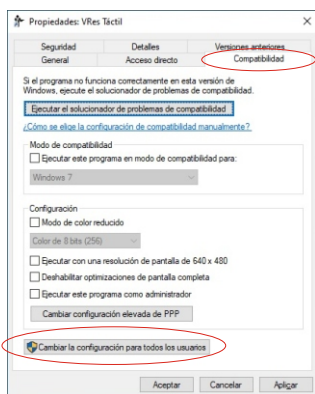 Propiedades: VRes Táctil
Seguridad Detalles Versiones anteriores
General Acceso directo Compatibilidad
Si el programa no funciona correctamente en esta versión de
Windows, ejecute el solucionador de problemas de compatibilidad.
Ejecutar el solucionador de problemas de compatibilidad
¿Cómo se elige la configuración de compatibilidad manualmente?
Modo de compatibilidad
Ejecutar este programa en modo de compatibilidad para:
Windows 7
Configuración
Modo de color reducido
Color de 8 bits (256)
Ejecutar con una resolución de pantalla de 640 x 480
Deshabilitar optimizaciones de pantalla completa
Ejecutar este programa como administrador
Cambiar configuración elevada de PPP
Cambiar la configuración para todos los usuarios
Aceptar Cancelar Aplicar